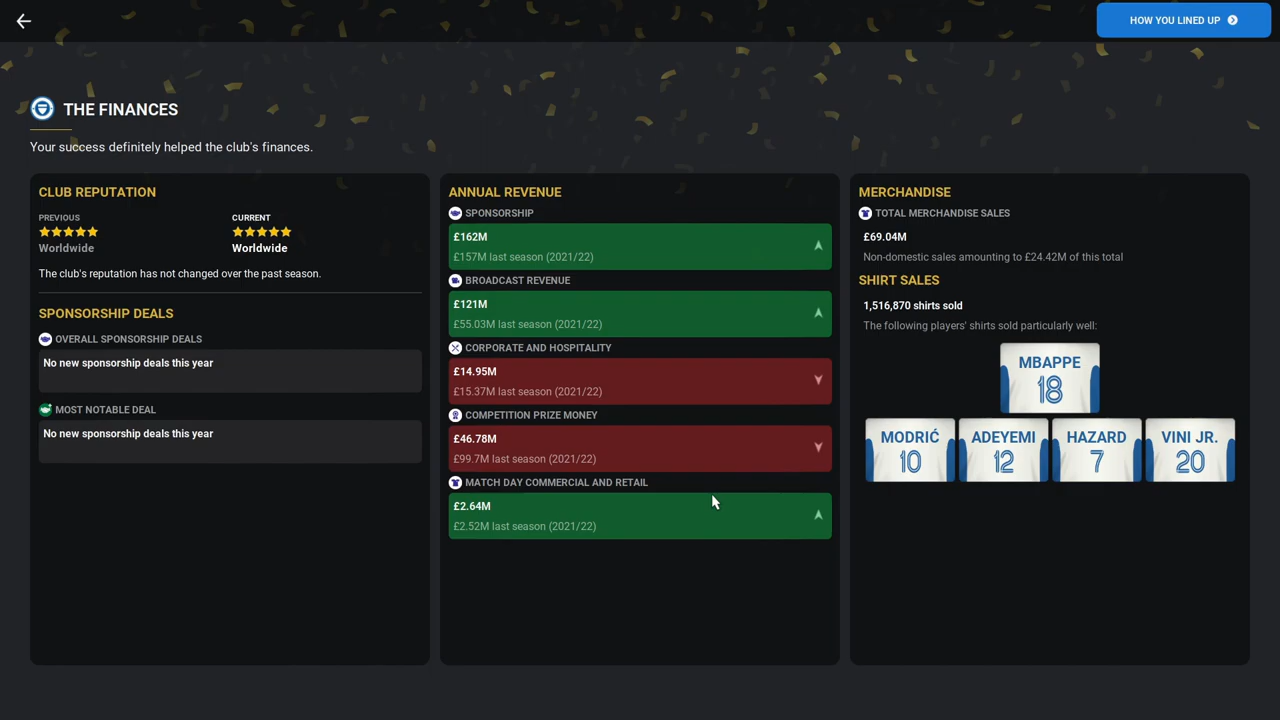 HOW YOU LINED UP
THE FINANCES
Your success definitely helped the club's finances.
CLUB REPUTATION
PREVIOUS
CURRENT
Worldwide
Worldwide
The club's reputation has not changed over the past season.
SPONSORSHIP DEALS
OVERALL SPONSORSHIP DEALS
No new sponsorship deals this year
MOST NOTABLE DEAL
No new sponsorship deals this year
ANNUAL REVENUE
SPONSORSHIP
£162M
£157M last season (2021/22)
BROADCAST REVENUE
£121M
£55.03M last season (2021/22)
CORPORATE AND HOSPITALITY
£14.95M
£15.37M last season (2021/22)
COMPETITION PRIZE MONEY
£46.78M
£99.7M last season (2021/22)
MATCH DAY COMMERCIAL AND RETAIL
£2.64M
£2.52M last season (2021/22)
MERCHANDISE
TOTAL MERCHANDISE SALES
£69.04M
Non-domestic sales amounting to £24.42M of this total
SHIRT SALES
1,516,870 shirts sold
The following players' shirts sold particularly well:
MBAPPE
18
MODRIĆ
10
ADEYEMI
12
HAZARD
7
VINI JR.
20